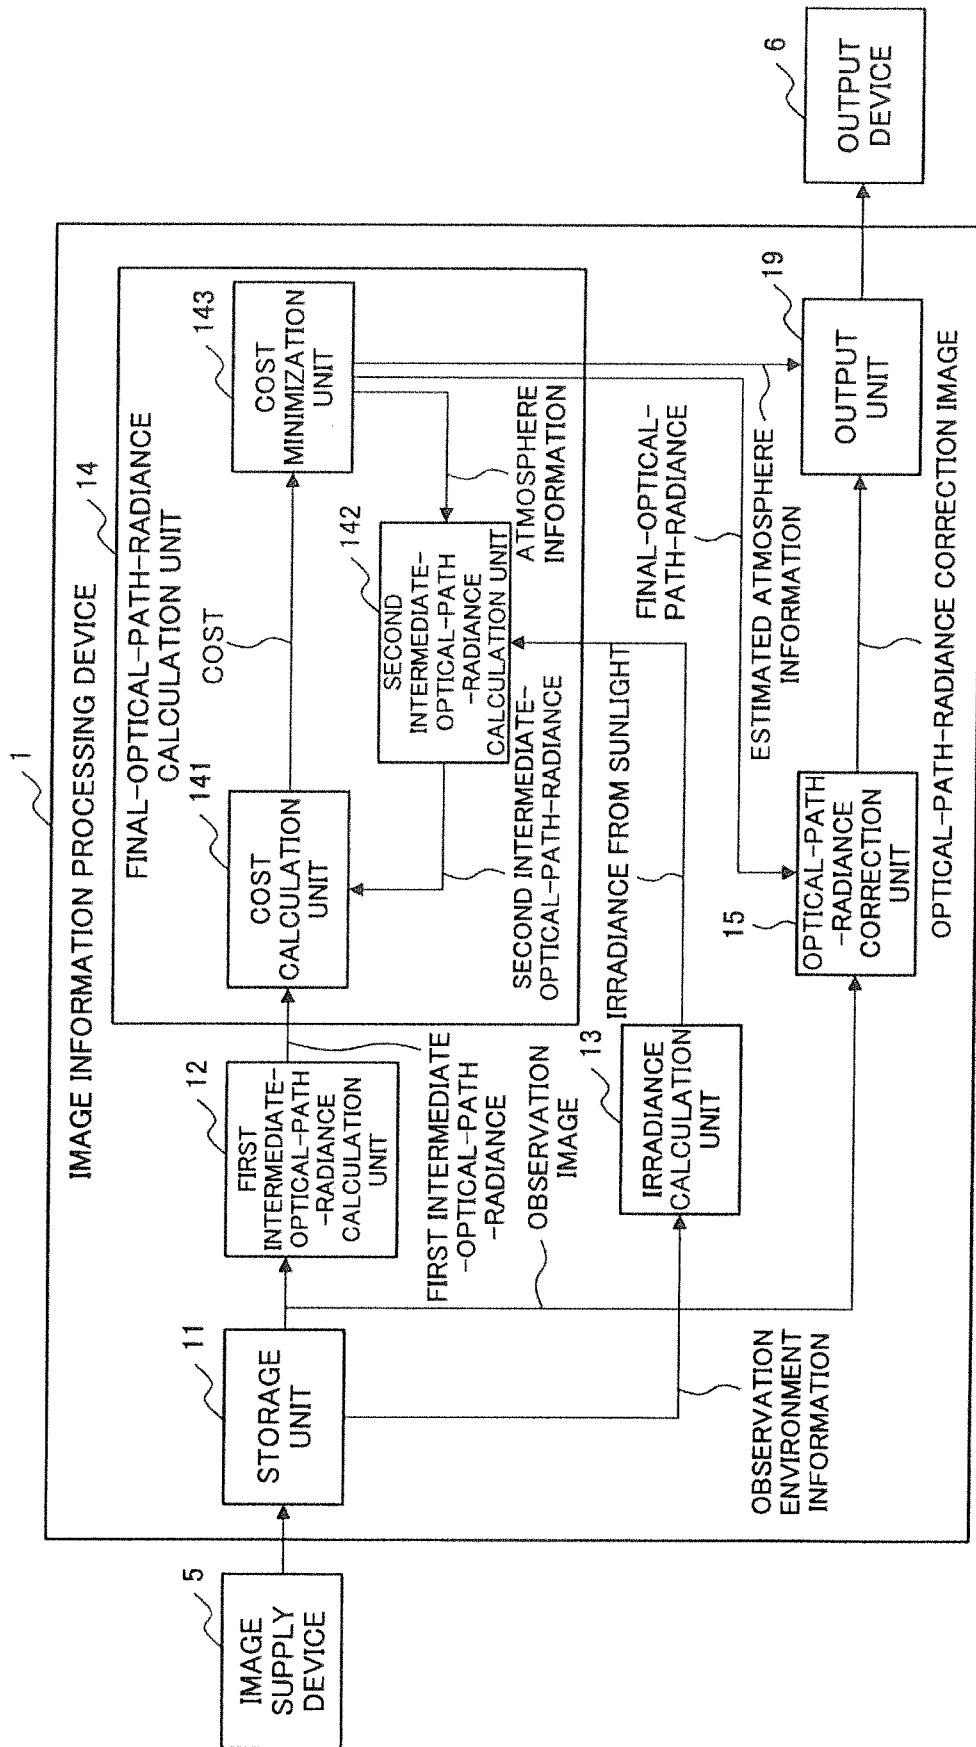 1
IMAGE INFORMATION PROCESSING DEVICE
5
IMAGE
SUPPLY
DEVICE
11
STORAGE
UNIT
12
FIRST
INTERMEDIATE-
OPTICAL-PATH
-RADIANCE
CALCULATION
UNIT
FIRST INTERMEDIATE
-OPTICAL-PATH
-RADIANCE
OBSERVATION
IMAGE
OBSERVATION
ENVIRONMENT
INFORMATION
13
IRRADIANCE
CALCULATION
UNIT
IRRADIANCE FROM SUNLIGHT
14
FINAL-OPTICAL-PATH-RADIANCE
CALCULATION UNIT
141
COST
CALCULATION
UNIT
COST
143
COST
MINIMIZATION
UNIT
142
SECOND
INTERMEDIATE-
OPTICAL-PATH
-RADIANCE
CALCULATION UNIT
SECOND INTERMEDIATE-
OPTICAL-PATH-RADIANCE
ATMOSPHERE
INFORMATION
FINAL-OPTICAL-
PATH-RADIANCE
ESTIMATED ATMOSPHERE
INFORMATION
15
OPTICAL-PATH
-RADIANCE
CORRECTION
UNIT
OPTICAL-PATH-RADIANCE CORRECTION IMAGE
19
OUTPUT
UNIT
6
OUTPUT
DEVICE